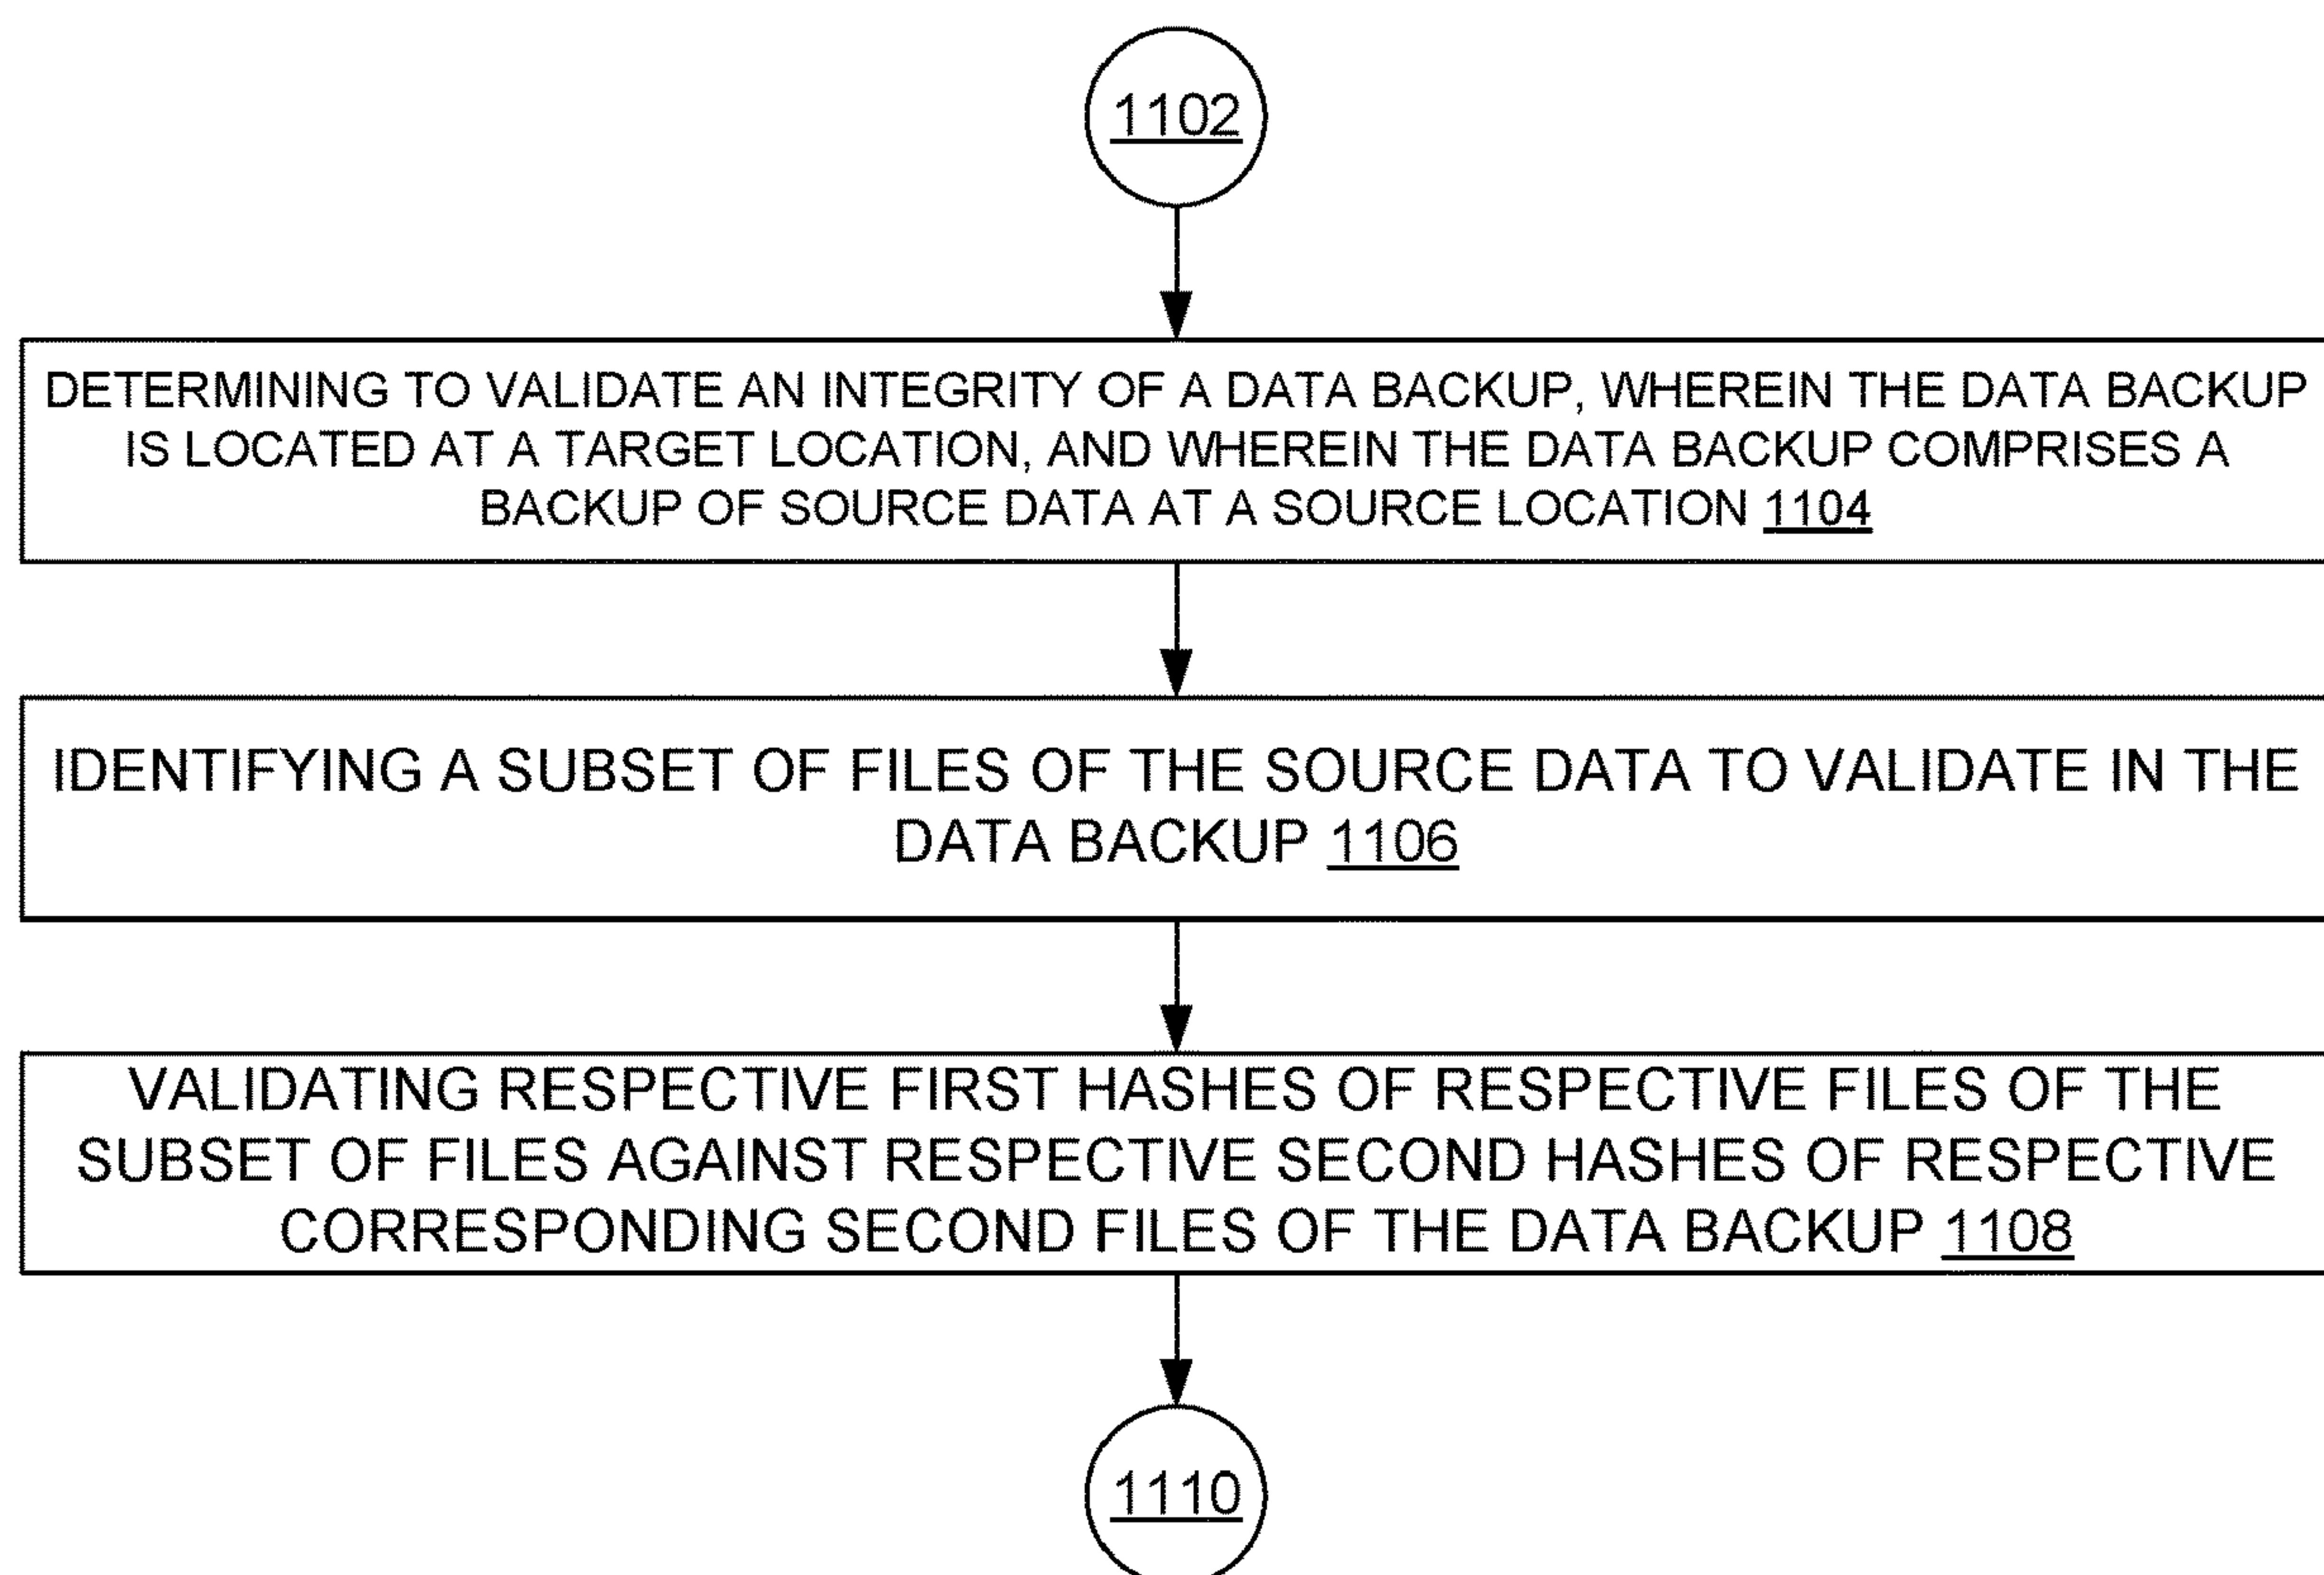 1102
DETERMINING TO VALIDATE AN INTEGRITY OF A DATA BACKUP, WHEREIN THE DATA BACKUP
IS LOCATED AT A TARGET LOCATION, AND WHEREIN THE DATA BACKUP COMPRISES A
BACKUP OF SOURCE DATA AT A SOURCE LOCATION 1104
IDENTIFYING A SUBSET OF FILES OF THE SOURCE DATA TO VALIDATE IN THE
DATA BACKUP 1106
VALIDATING RESPECTIVE FIRST HASHES OF RESPECTIVE FILES OF THE
SUBSET OF FILES AGAINST RESPECTIVE SECOND HASHES OF RESPECTIVE
CORRESPONDING SECOND FILES OF THE DATA BACKUP 1108
1110